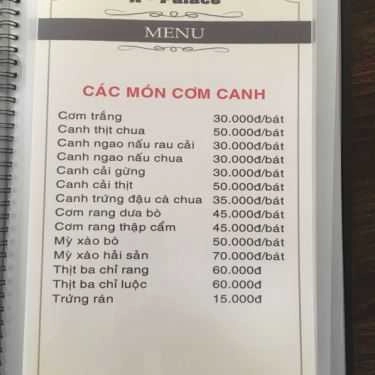 Palace
MENU
CÁC MÓN CƠM CANH
Cơm trắng 30.000đ/bát
Canh thịt chua 50.000đ/bát
Canh ngao nấu rau cải 30.000đ/bát
Canh ngao nấu chua 30.000đ/bát
Canh cải gừng 30.000đ/bát
Canh cải thịt 50.000đ/bát
Canh trứng đậu cà chua 35.000đ/bát
Cơm rang dưa bò 45.000đ/bát
Cơm rang thập cẩm 45.000đ/bát
Mỳ xào bò 50.000đ/bát
Mỳ xào hải sản 70.000đ/bát
Thịt ba chỉ rang 60.000đ
Thịt ba chỉ luộc 60.000đ
Trứng rán 15.000đ